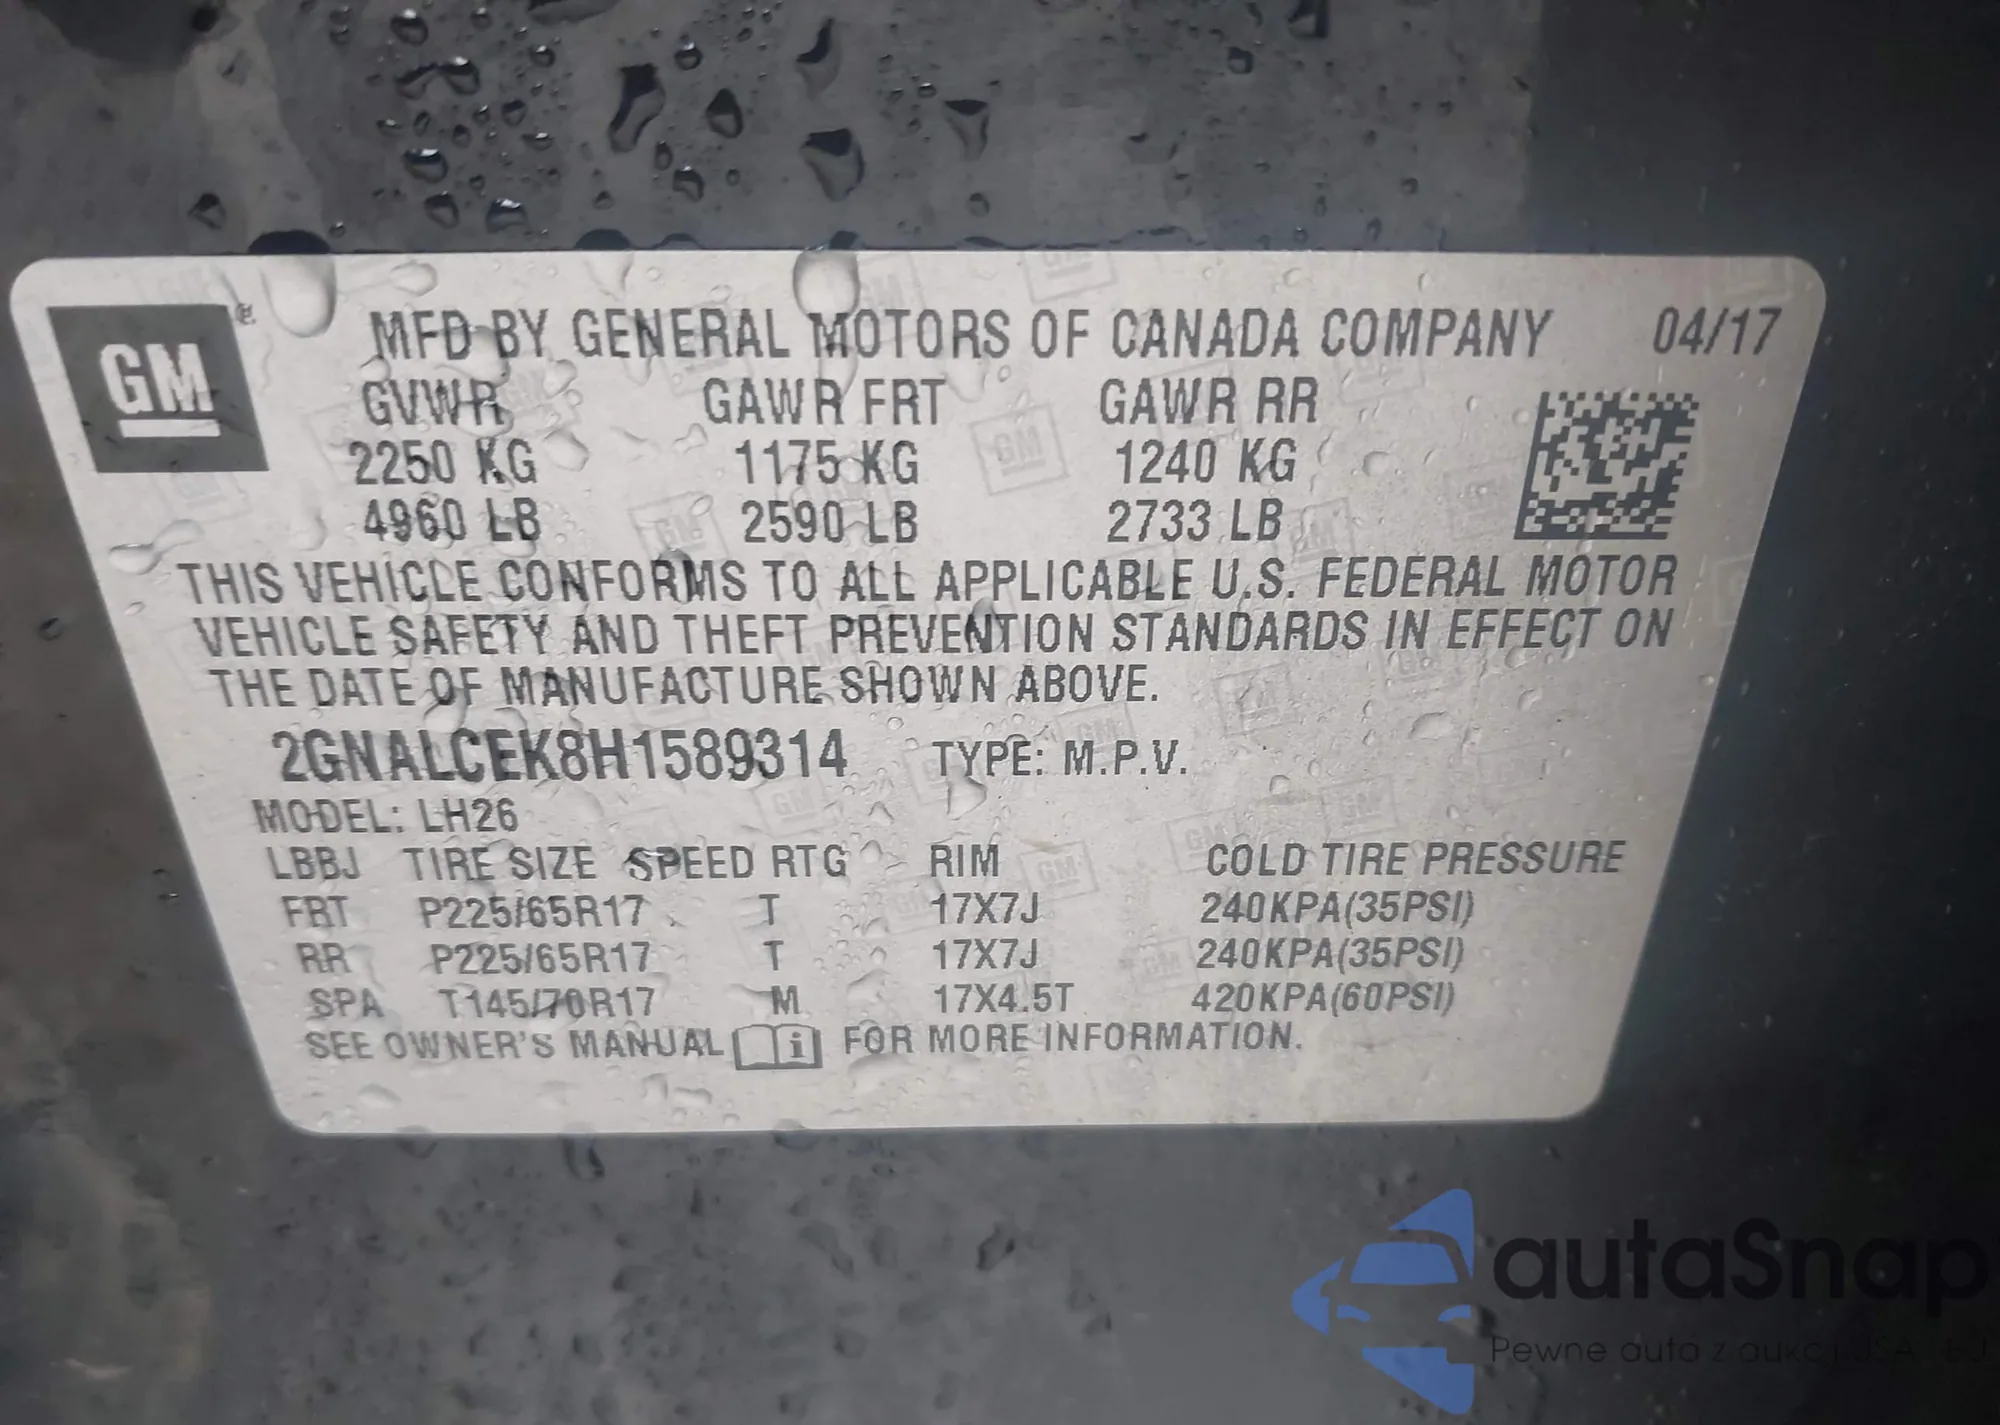 GM
MFD BY GENERAL MOTORS OF CANADA COMPANY 04/17
GVWR GAWR FRT GAWR RR
2250 KG 1175 KG 1240 KG
4960 LB 2590 LB 2733 LB
THIS VEHICLE CONFORMS TO ALL APPLICABLE U.S. FEDERAL MOTOR
VEHICLE SAFETY AND THEFT PREVENTION STANDARDS IN EFFECT ON
THE DATE OF MANUFACTURE SHOWN ABOVE.
2GNALCEK8H1589314 TYPE: M.P.V.
MODEL: LH26
LBBJ TIRE SIZE SPEED RTG RIM COLD TIRE PRESSURE
FRT P225/65R17 T 17X7J 240KPA(35PSI)
RR P225/65R17 T 17X7J 240KPA(35PSI)
SPA T145/70R17 M 17X4.5T 420KPA(60PSI)
SEE OWNER'S MANUAL i FOR MORE INFORMATION.
autaSnap
Pewne auta z aukcji USA